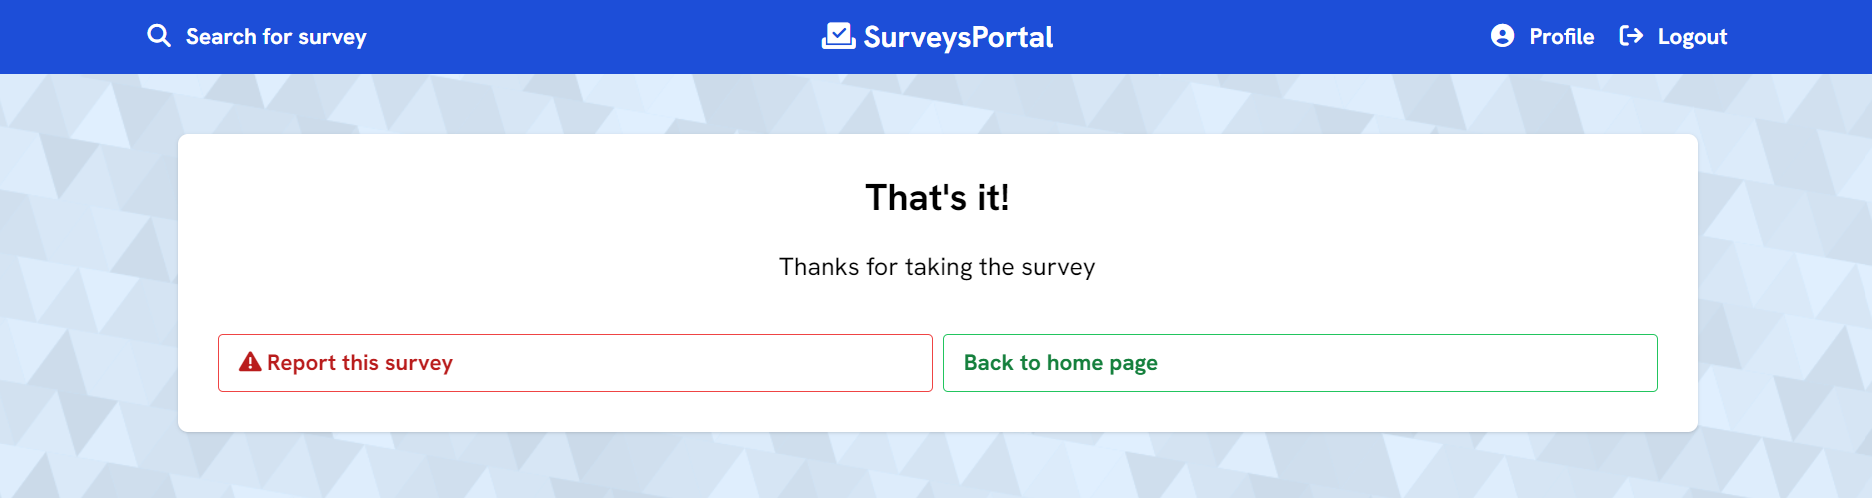 Search for survey
SurveysPortal
Profile
Logout
That's it!
Thanks for taking the survey
Report this survey
Back to home page